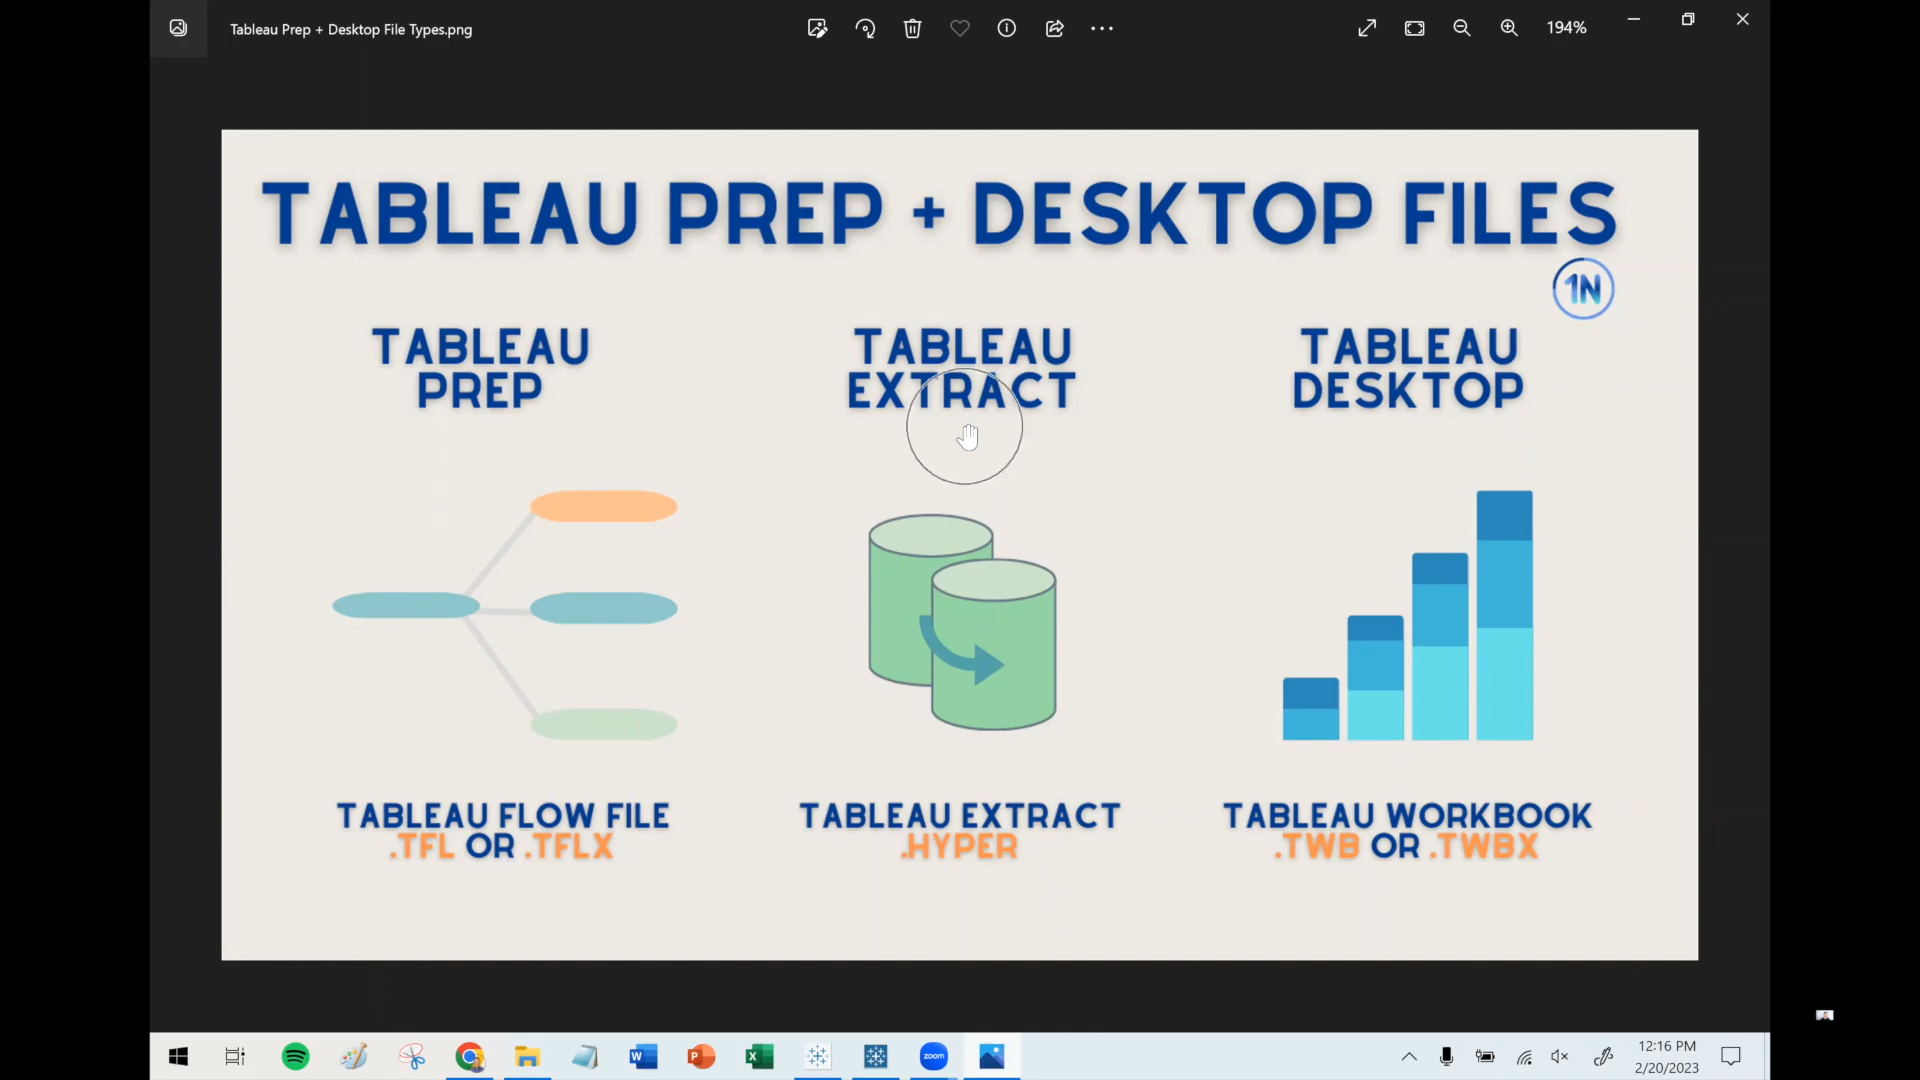 Tableau Prep + Desktop File Types.png
194%
TABLEAU PREP + DESKTOP FILES
1N
TABLEAU
PREP
TABLEAU
EXTRACT
TABLEAU
DESKTOP
TABLEAU FLOW FILE
.TFL OR .TFLX
TABLEAU EXTRACT
.HYPER
TABLEAU WORKBOOK
.TWB OR .TWBX
zoom
12:16 PM
2/20/2023